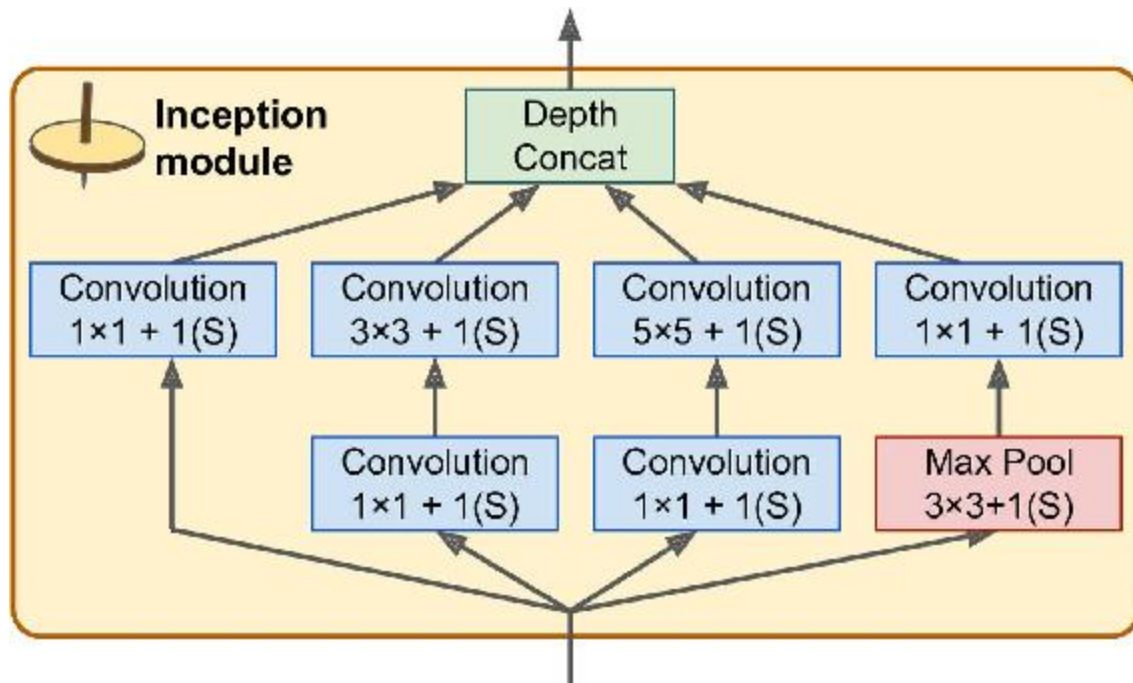 Inception
module
Depth
Concat
Convolution
1×1 + 1(S)
Convolution
3×3 + 1(S)
Convolution
5×5 + 1(S)
Convolution
1×1 + 1(S)
Convolution
1×1 + 1(S)
Convolution
1×1 + 1(S)
Max Pool
3×3+1(S)